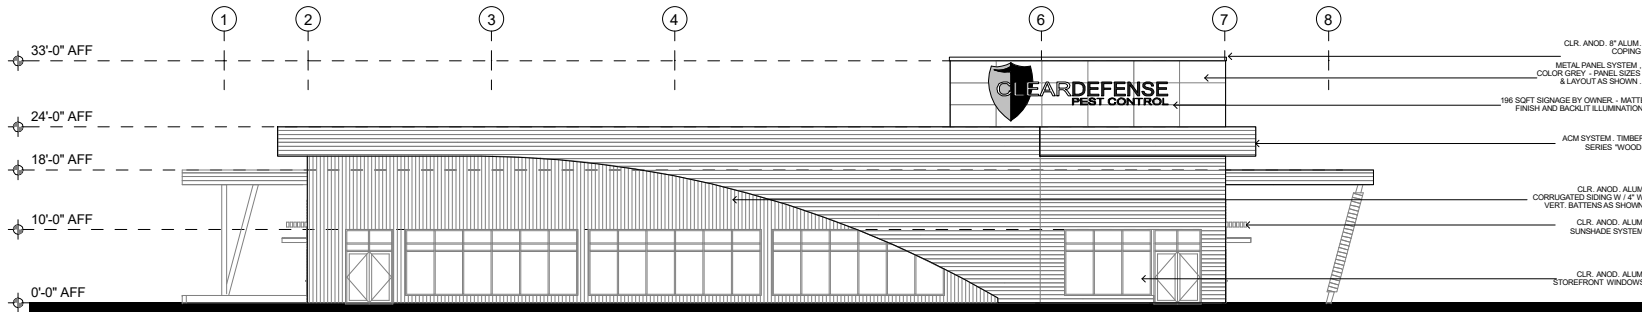 1
2
3
4
6
7
8
33'-0" AFF
24'-0" AFF
18'-0" AFF
10'-0" AFF
0'-0" AFF
CLEARDEFENSE
PEST CONTROL
CLR. ANOD. 8" ALUM.
COPING
METAL PANEL SYSTEM ,
COLOR GREY - PANEL SIZES
& LAYOUT AS SHOWN .
196 SQFT SIGNAGE BY OWNER. - MATT
FINISH AND BACKLIT ILLUMINATION
ACM SYSTEM . TIMBER
SERIES "WOOD
CLR. ANOD. ALUM
CORRUGATED SIDING W / 4" W
VERT. BATTENS AS SHOWN
CLR. ANOD. ALUM
SUNSHADE SYSTEM
CLR. ANOD. ALUM
STOREFRONT WINDOWS